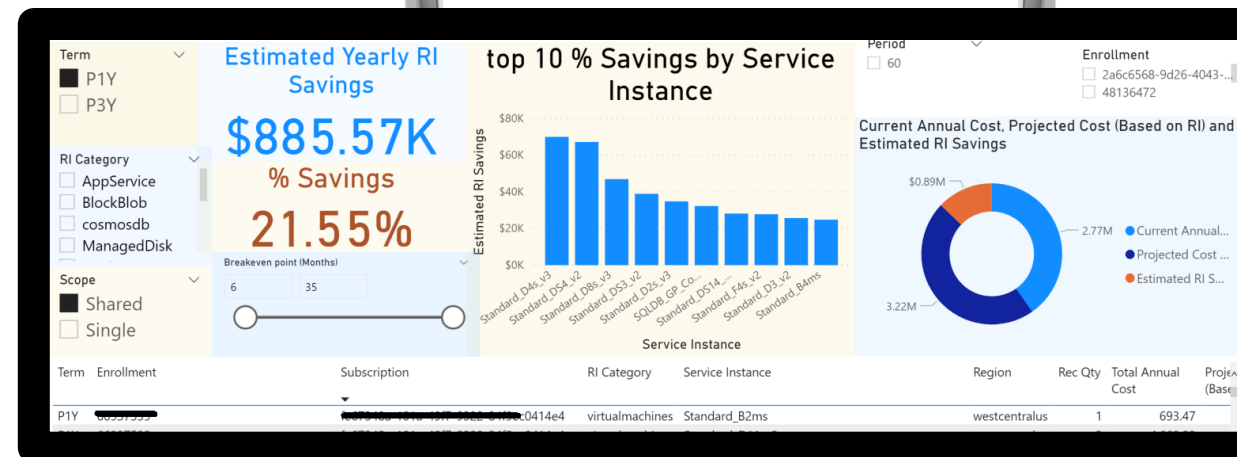 Term
P1Y
P3Y
RI Category
AppService
BlockBlob
cosmosdb
ManagedDisk
Scope
Shared
Single
Estimated Yearly RI
Savings
$885.57K
% Savings
21.55%
Breakeven point (Months)
6 35
top 10 % Savings by Service
Instance
Estimated RI Savings
$80K
$60K
$40K
$20K
$0K
Standard_D4s_v3
Standard_DS4_v2
Standard_D8s_v3
Standard_DS3_v2
Standard_D2s_v3
SQLDB_GP_Co...
Standard_DS14_...
Standard_F4s_v2
Standard_D3_v2
Standard_B4ms
Service Instance
Period
60
Enrollment
2a6c6568-9d26-4043-...
48136472
Current Annual Cost, Projected Cost (Based on RI) and
Estimated RI Savings
$0.89M
2.77M
3.22M
Current Annual...
Projected Cost ...
Estimated RI S...
Term Enrollment Subscription RI Category Service Instance Region Rec Qty Total Annual
Cost
(Base
P1Y 0414e4 virtualmachines Standard_B2ms westcentralus 1 693.47